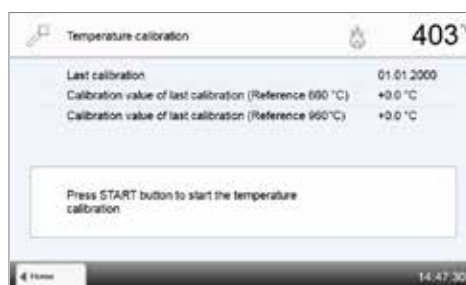 Temperature calibration 403°
Last calibration 01.01.2000
Calibration value of last calibration (Reference 660 °C) +0.0 °C
Calibration value of last calibration (Reference 960°C) +0.0 °C
Press START button to start the temperature
calibration
Home 14:47:30